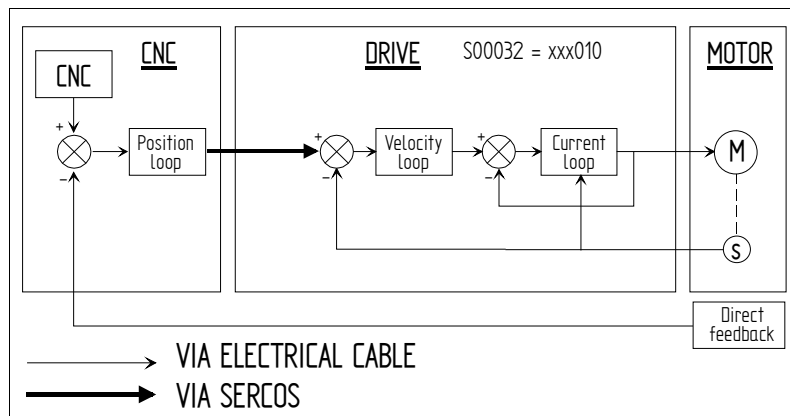 CNC
DRIVE S00032 = xxx010
MOTOR
CNC
+
-
Position
loop
+
-
Velocity
loop
+
-
Current
loop
M
S
Direct
feedback
VIA ELECTRICAL CABLE
VIA SERCOS